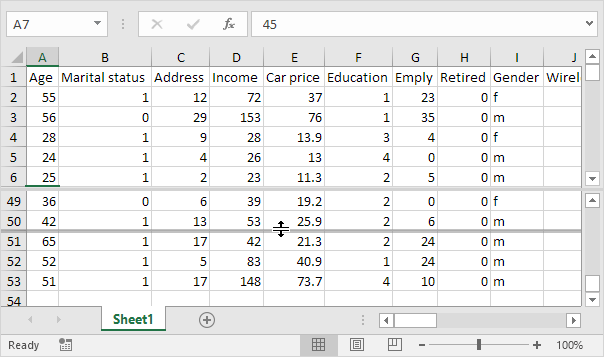 A7 fx 45
A B C D E F G H I J
1 Age Marital status Address Income Car price Education Emply Retired Gender Wirel
2 55 1 12 72 37 1 23 0 f
3 56 0 29 153 76 1 35 0 m
4 28 1 9 28 13.9 3 4 0 f
5 24 1 4 26 13 4 0 0 m
6 25 1 2 23 11.3 2 5 0 m
49 36 0 6 39 19.2 2 0 0 f
50 42 1 13 53 25.9 2 6 0 m
51 65 1 17 42 21.3 2 24 0 m
52 52 1 5 83 40.9 1 24 0 m
53 51 1 17 148 73.7 4 10 0 m
54
Sheet1
Ready 100%